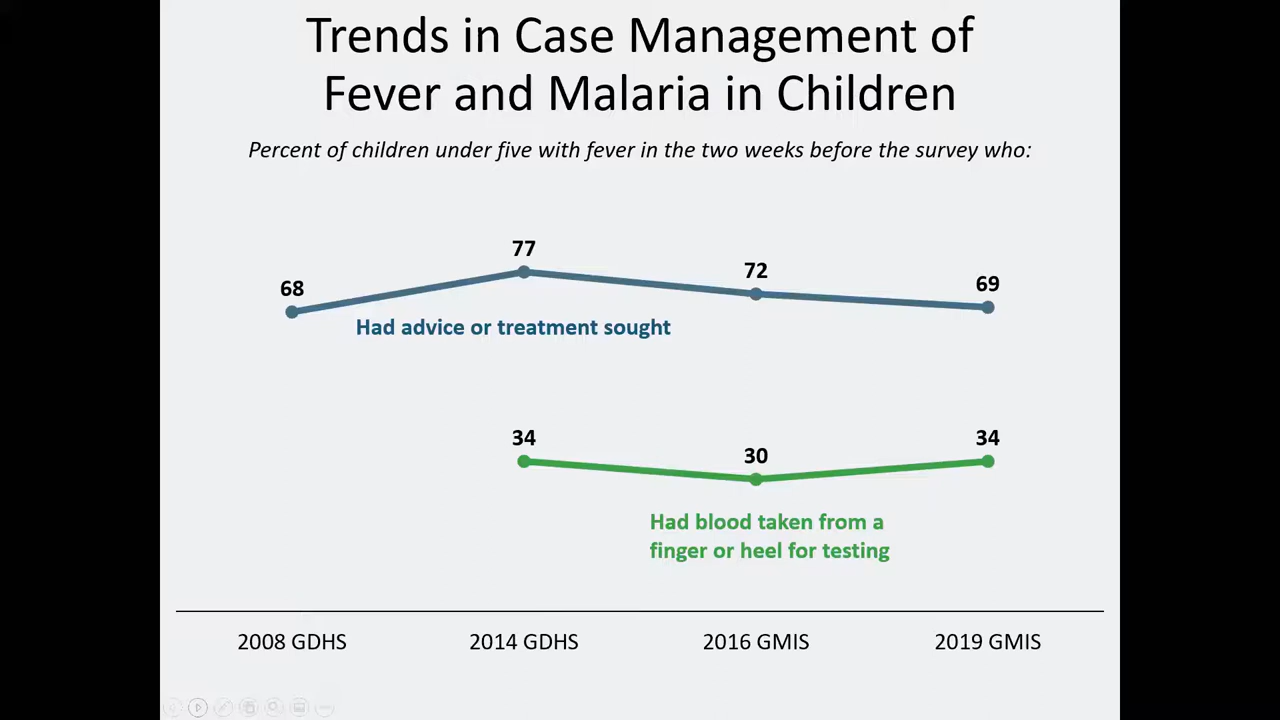 Trends in Case Management of
Fever and Malaria in Children
Percent of children under five with fever in the two weeks before the survey who:
68
77
72
69
Had advice or treatment sought
34
30
34
Had blood taken from a
finger or heel for testing
2008 GDHS
2014 GDHS
2016 GMIS
2019 GMIS